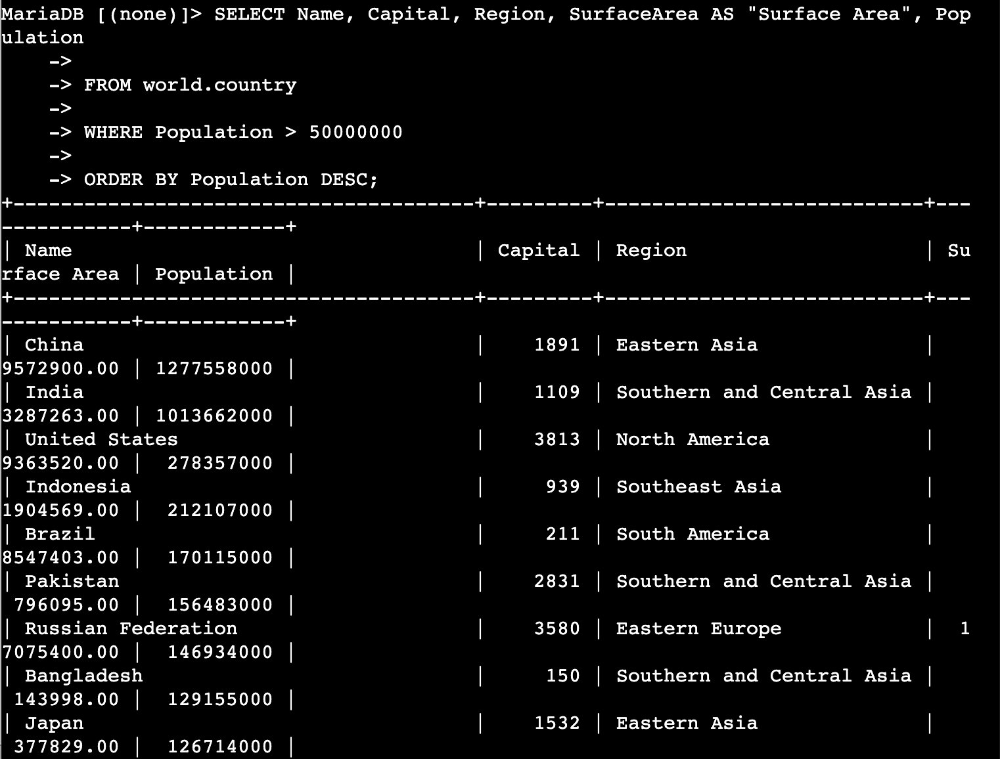 MariaDB [(none)]> SELECT Name, Capital, Region, SurfaceArea AS "Surface Area", Pop
ulation
    ->
    -> FROM world.country
    ->
    -> WHERE Population > 50000000
    ->
    -> ORDER BY Population DESC;
+---------------------------------------+---------+---------------------------+---
-----------+------------+
| Name                                  | Capital | Region                    | Su
rface Area | Population |
+---------------------------------------+---------+---------------------------+---
-----------+------------+
| China                                 |    1891 | Eastern Asia              |
9572900.00 | 1277558000 |
| India                                 |    1109 | Southern and Central Asia |
3287263.00 | 1013662000 |
| United States                         |    3813 | North America             |
9363520.00 |  278357000 |
| Indonesia                             |     939 | Southeast Asia            |
1904569.00 |  212107000 |
| Brazil                                |     211 | South America             |
8547403.00 |  170115000 |
| Pakistan                              |    2831 | Southern and Central Asia |
 796095.00 |  156483000 |
| Russian Federation                    |    3580 | Eastern Europe            |  1
7075400.00 |  146934000 |
| Bangladesh                            |     150 | Southern and Central Asia |
 143998.00 |  129155000 |
| Japan                                 |    1532 | Eastern Asia              |
 377829.00 |  126714000 |